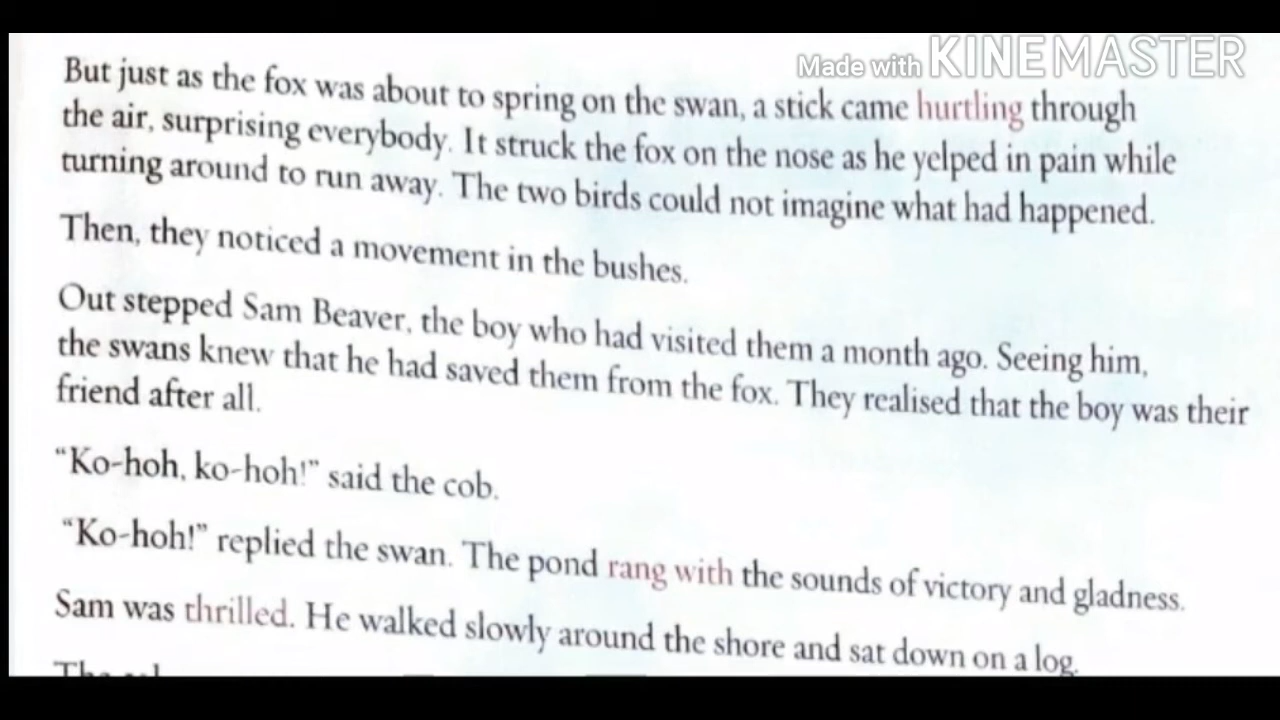 Made with KINEMASTER
But just as the fox was about to spring on the swan, a stick came hurtling through
the air, surprising everybody. It struck the fox on the nose as he yelped in pain while
turning around to run away. The two birds could not imagine what had happened.
Then, they noticed a movement in the bushes.
Out stepped Sam Beaver, the boy who had visited them a month ago. Seeing him,
the swans knew that he had saved them from the fox. They realised that the boy was their
friend after all.
“Ko-hoh, ko-hoh!” said the cob.
“Ko-hoh!” replied the swan. The pond rang with the sounds of victory and gladness.
Sam was thrilled. He walked slowly around the shore and sat down on a log.